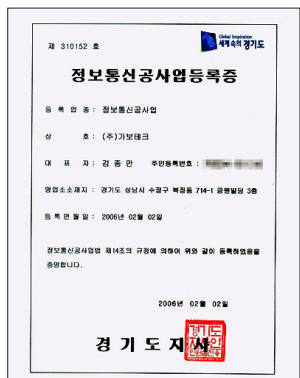 제 310152 호
Global Inspiration
세계속의 경기도
정보통신공사업등록증
등 록 업 종 : 정보통신공사업
상 호 : (주)가보테크
대 표 자 : 강종만 주민등록번호 :
영업소소재지 : 경기도 성남시 수정구 복정동 714-1 금원빌딩 3층
등록연월일 : 2006년 02월 02일
정보통신공사업법 제14조의 규정에 의하여 위와 같이 등록하였음을
증명합니다.
2006년 02월 02일
경기도지사